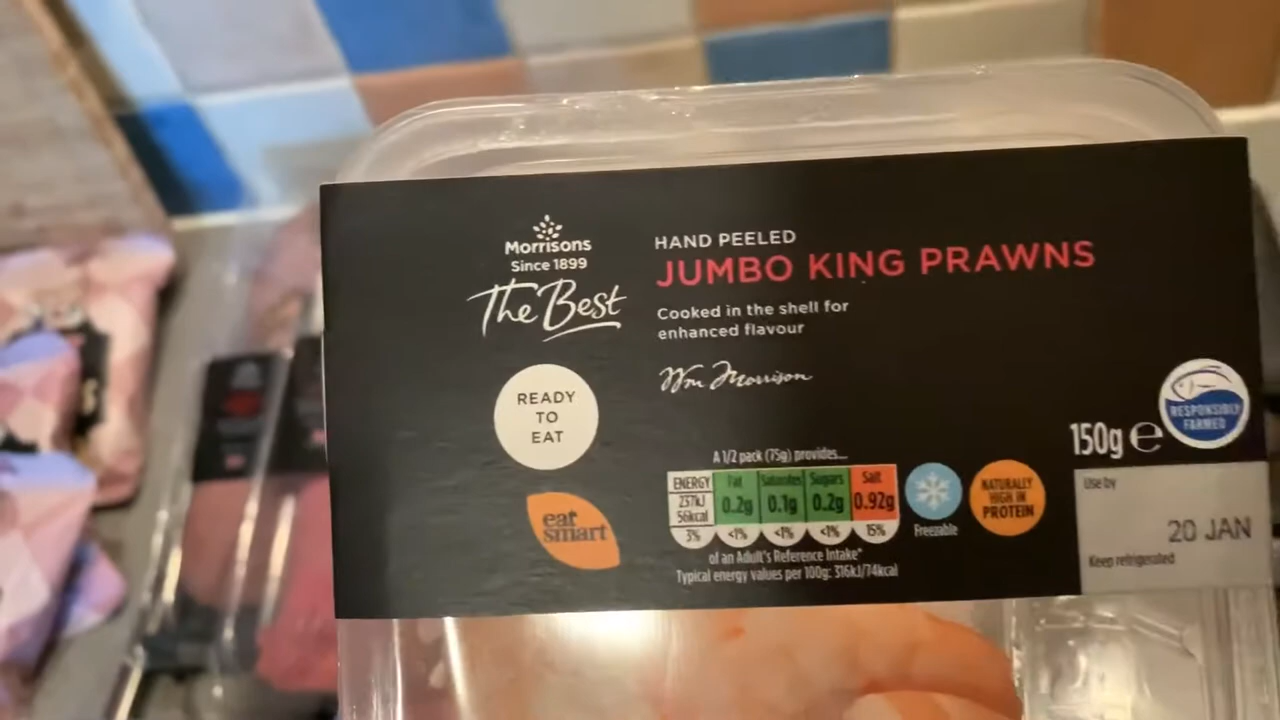 Morrisons
Since 1899
The Best
HAND PEELED
JUMBO KING PRAWNS
Cooked in the shell for
enhanced flavour
Wm Morrison
READY
TO
EAT
eat
smart
A 1/2 pack (75g) provides...
ENERGY
237kJ
56kcal
3%
Fat
0.2g
<1%
Saturates
0.1g
<1%
Sugars
0.2g
<1%
Salt
0.92g
15%
of an Adult's Reference Intake*
Typical energy values per 100g: 316kJ/74kcal
Freezable
NATURALLY
HIGH IN
PROTEIN
150g e
RESPONSIBLY
FARMED
Use by
20 JAN
Keep refrigerated